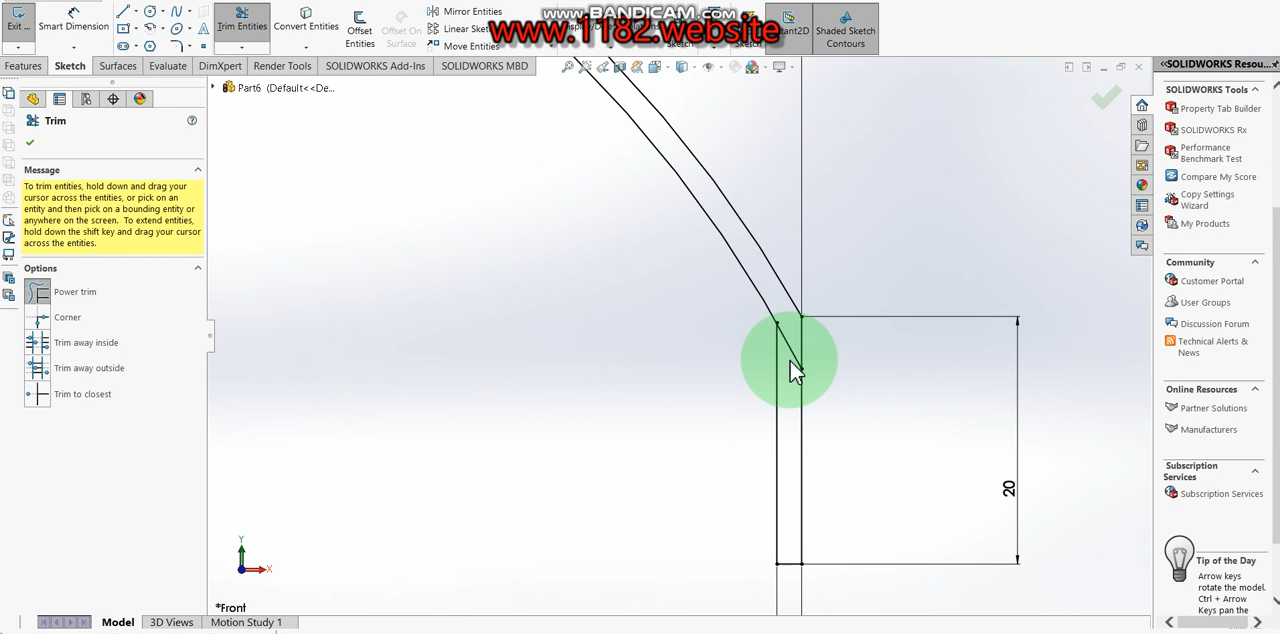 www.BANDICAM.com
www.1182.website
Exit ...
Smart Dimension
Trim Entities
Convert Entities
Offset Entities
Offset On Surface
Mirror Entities
Linear Sketch
Move Entities
Instant2D
Shaded Sketch Contours
Features
Sketch
Surfaces
Evaluate
DimXpert
Render Tools
SOLIDWORKS Add-Ins
SOLIDWORKS MBD
Part6 (Default<<De...
Trim
Message
To trim entities, hold down and drag your
cursor across the entities, or pick on an
entity and then pick on a bounding entity or
anywhere on the screen. To extend entities,
hold down the shift key and drag your cursor
across the entities.
Options
Power trim
Corner
Trim away inside
Trim away outside
Trim to closest
20
Y
X
*Front
Model
3D Views
Motion Study 1
SOLIDWORKS Resou...
SOLIDWORKS Tools
Property Tab Builder
SOLIDWORKS Rx
Performance
Benchmark Test
Compare My Score
Copy Settings
Wizard
My Products
Community
Customer Portal
User Groups
Discussion Forum
Technical Alerts &
News
Online Resources
Partner Solutions
Manufacturers
Subscription
Services
Subscription Services
Tip of the Day
Arrow keys
rotate the model.
Ctrl + Arrow
Keys pan the